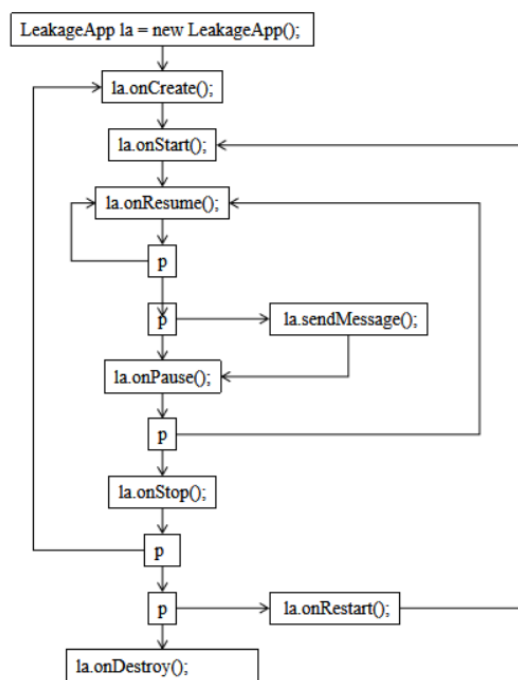 LeakageApp la = new LeakageApp();
la.onCreate();
la.onStart();
la.onResume();
p
p
la.sendMessage();
la.onPause();
p
la.onStop();
p
p
la.onRestart();
la.onDestroy();